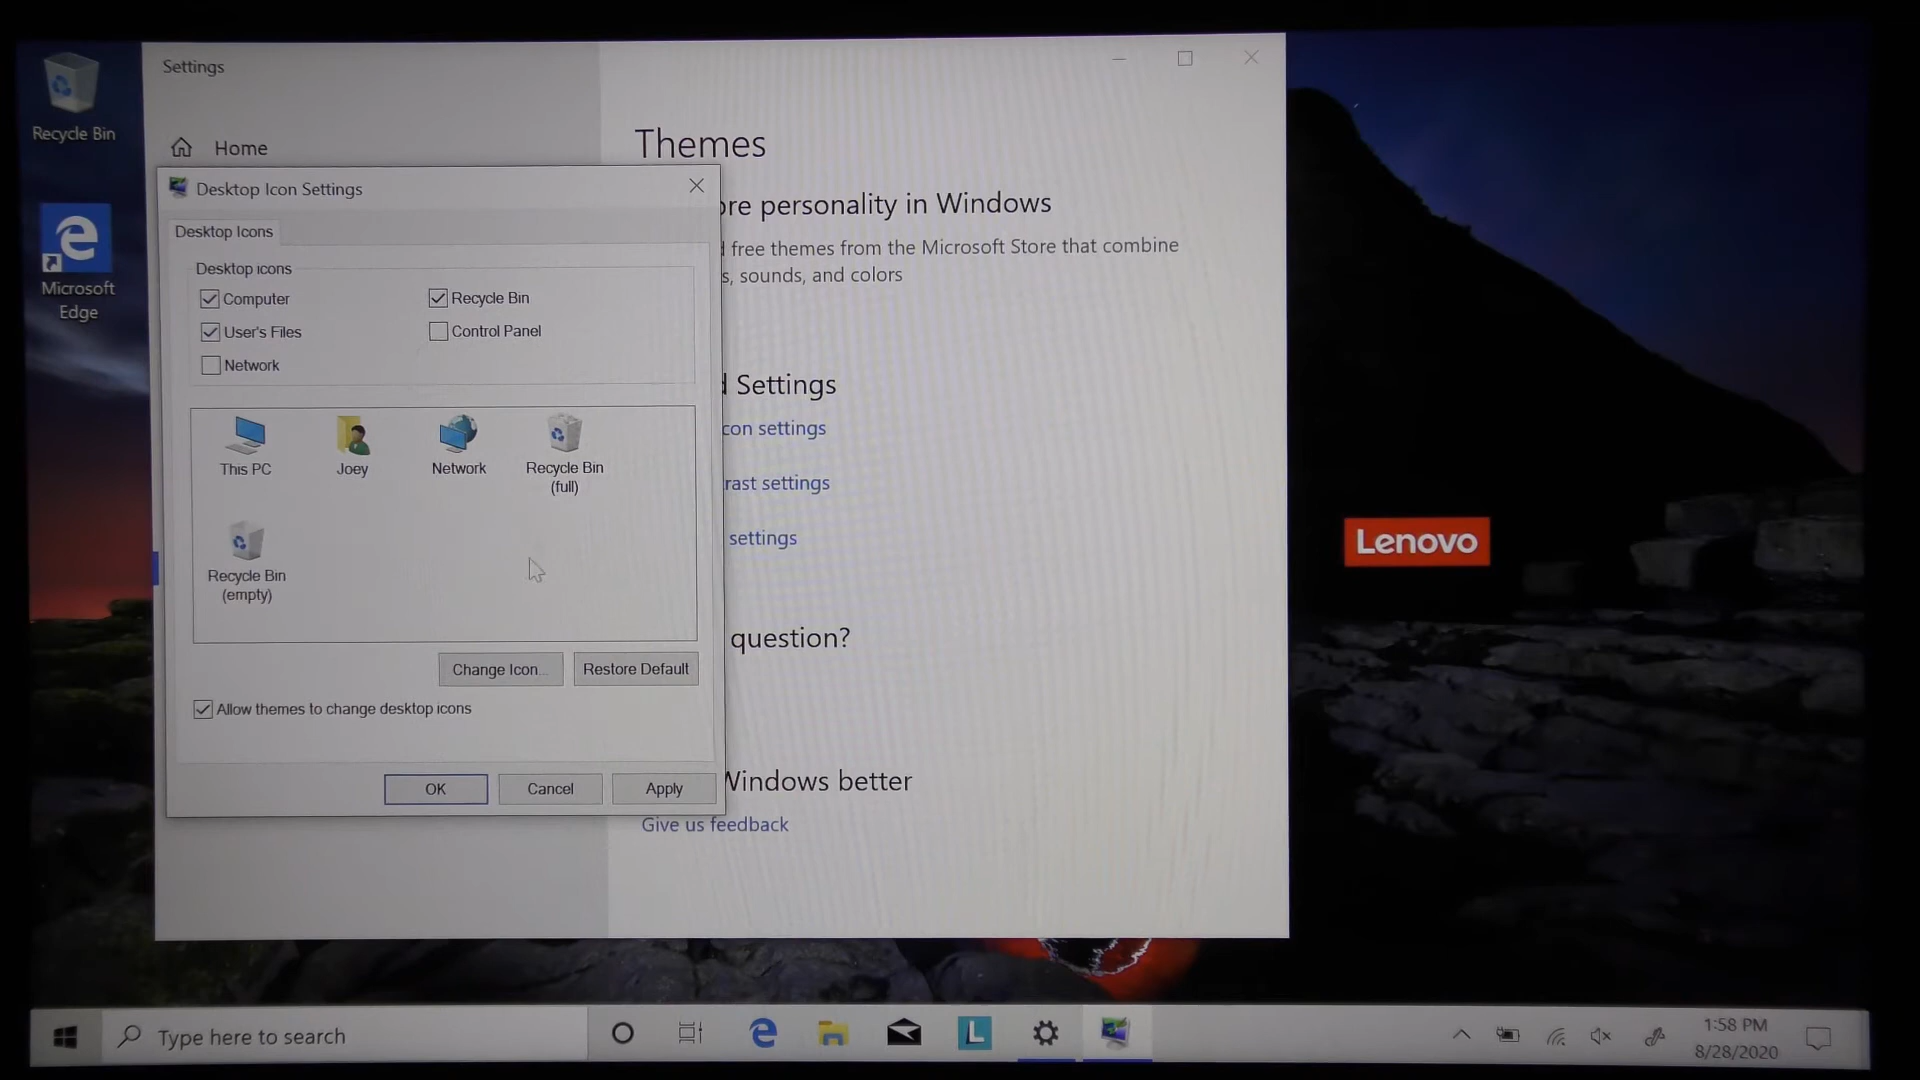 Recycle Bin
Microsoft
Edge
Settings
Home
Themes
ore personality in Windows
free themes from the Microsoft Store that combine
s, sounds, and colors
d Settings
con settings
rast settings
settings
question?
Windows better
Give us feedback
Desktop Icon Settings
Desktop Icons
Desktop icons
Computer
Recycle Bin
User's Files
Control Panel
Network
This PC
Joey
Network
Recycle Bin
(full)
Recycle Bin
(empty)
Change Icon...
Restore Default
Allow themes to change desktop icons
OK
Cancel
Apply
Lenovo
Type here to search
L
1:58 PM
8/28/2020